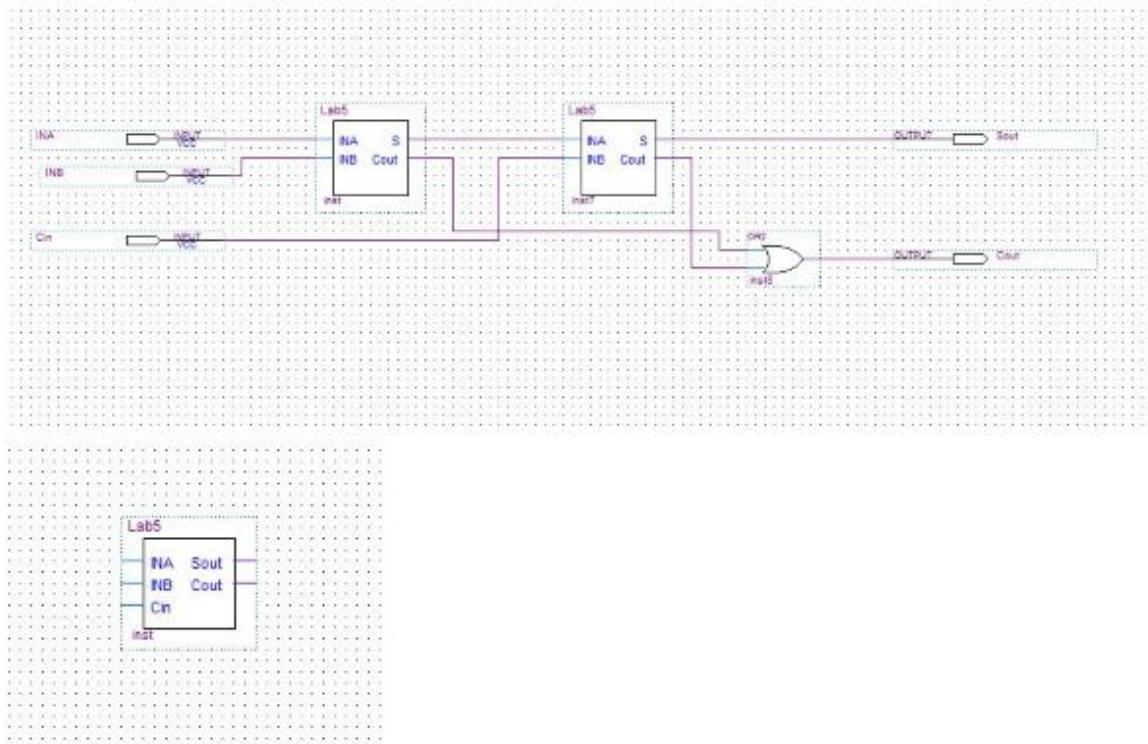 Lab5 Lab5
INA INPUT VCC INA S INA S OUTPUT Sout
INB INPUT VCC INB Cout INB Cout
inst inst7
Cin INPUT VCC OR2
OUTPUT Cout
inst8
Lab5
INA Sout
INB Cout
Cin
inst